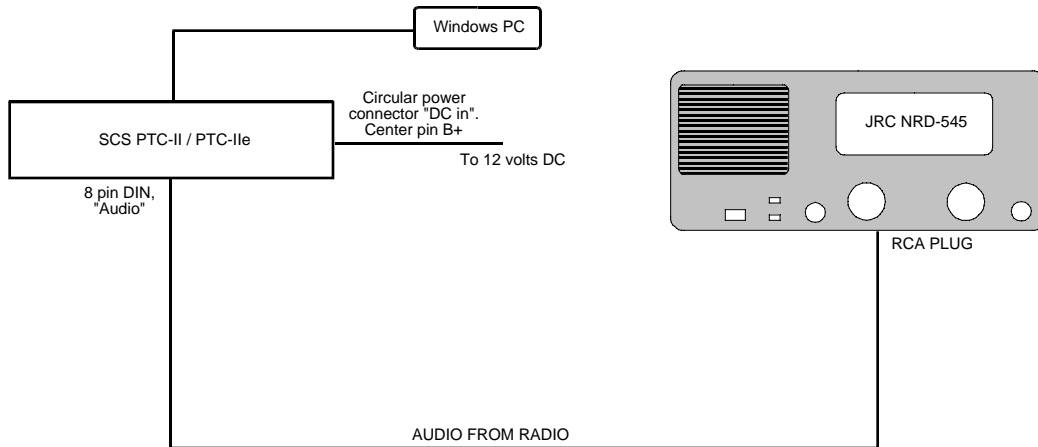 Windows PC
Circular power
connector "DC in".
Center pin B+
JRC NRD-545
SCS PTC-II / PTC-IIe
To 12 volts DC
8 pin DIN,
"Audio"
RCA PLUG
AUDIO FROM RADIO